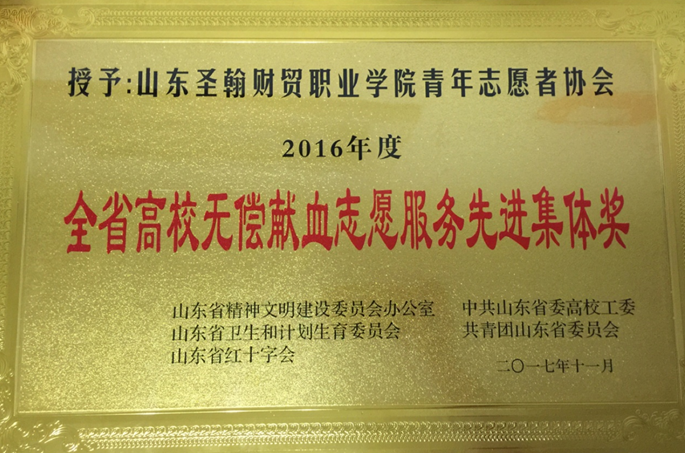 授予:山东圣翰财贸职业学院青年志愿者协会
2016年度
全省高校无偿献血志愿服务先进集体奖
山东省精神文明建设委员会办公室 中共山东省委高校工委
山东省卫生和计划生育委员会 共青团山东省委员会
山东省红十字会
二〇一七年十一月